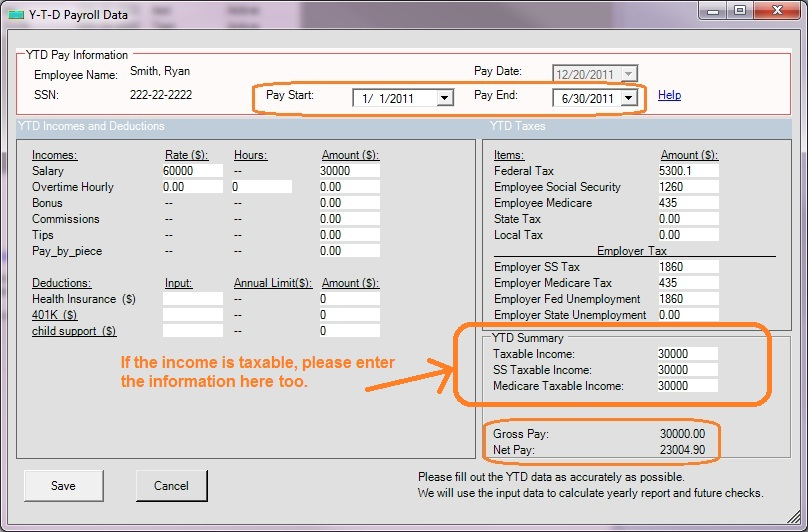 Y-T-D Payroll Data
YTD Pay Information
Employee Name: Smith, Ryan Pay Date: 12/20/2011
SSN: 222-22-2222 Pay Start: 1/ 1/2011 Pay End: 6/30/2011 Help
YTD Incomes and Deductions
Incomes: Rate ($): Hours: Amount ($):
Salary 60000 -- 30000
Overtime Hourly 0.00 0 0.00
Bonus -- -- 0.00
Commissions -- -- 0.00
Tips -- -- 0.00
Pay_by_piece -- -- 0.00
Deductions: Input: Annual Limit($): Amount ($):
Health Insurance ($) -- 0
401K ($) -- 0
child support ($) -- 0
If the income is taxable, please enter
the information here too.
YTD Taxes
Items: Amount ($):
Federal Tax 5300.1
Employee Social Security 1260
Employee Medicare 435
State Tax 0.00
Local Tax 0.00
Employer Tax
Employer SS Tax 1860
Employer Medicare Tax 435
Employer Fed Unemployment 1860
Employer State Unemployment 0.00
YTD Summary
Taxable Income: 30000
SS Taxable Income: 30000
Medicare Taxable Income: 30000
Gross Pay: 30000.00
Net Pay: 23004.90
Save Cancel
Please fill out the YTD data as accurately as possible.
We will use the input data to calculate yearly report and future checks.